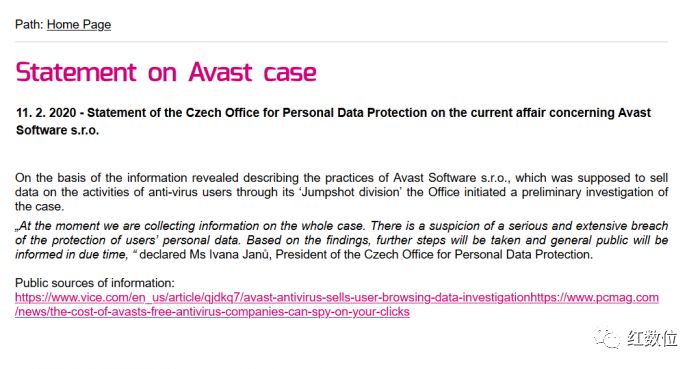 Path: Home Page
Statement on Avast case
11. 2. 2020 - Statement of the Czech Office for Personal Data Protection on the current affair concerning Avast
Software s.r.o.
On the basis of the information revealed describing the practices of Avast Software s.r.o., which was supposed to sell
data on the activities of anti-virus users through its ‘Jumpshot division’ the Office initiated a preliminary investigation of
the case.
„At the moment we are collecting information on the whole case. There is a suspicion of a serious and extensive breach
of the protection of users’ personal data. Based on the findings, further steps will be taken and general public will be
informed in due time, “ declared Ms Ivana Janů, President of the Czech Office for Personal Data Protection.
Public sources of information:
https://www.vice.com/en_us/article/qjdkq7/avast-antivirus-sells-user-browsing-data-investigationhttps://www.pcmag.com
/news/the-cost-of-avasts-free-antivirus-companies-can-spy-on-your-clicks
红数位